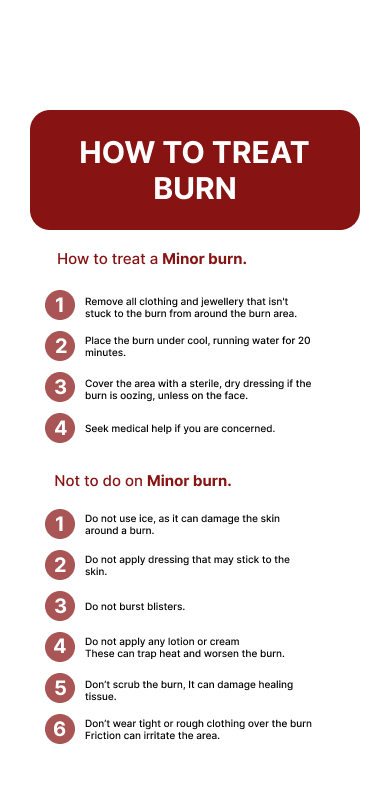 HOW TO TREAT
BURN
How to treat a Minor burn.
1
Remove all clothing and jewellery that isn't
stuck to the burn from around the burn area.
2
Place the burn under cool, running water for 20
minutes.
3
Cover the area with a sterile, dry dressing if the
burn is oozing, unless on the face.
4
Seek medical help if you are concerned.
Not to do on Minor burn.
1
Do not use ice, as it can damage the skin
around a burn.
2
Do not apply dressing that may stick to the
skin.
3
Do not burst blisters.
4
Do not apply any lotion or cream
These can trap heat and worsen the burn.
5
Don’t scrub the burn, It can damage healing
tissue.
6
Don’t wear tight or rough clothing over the burn
Friction can irritate the area.